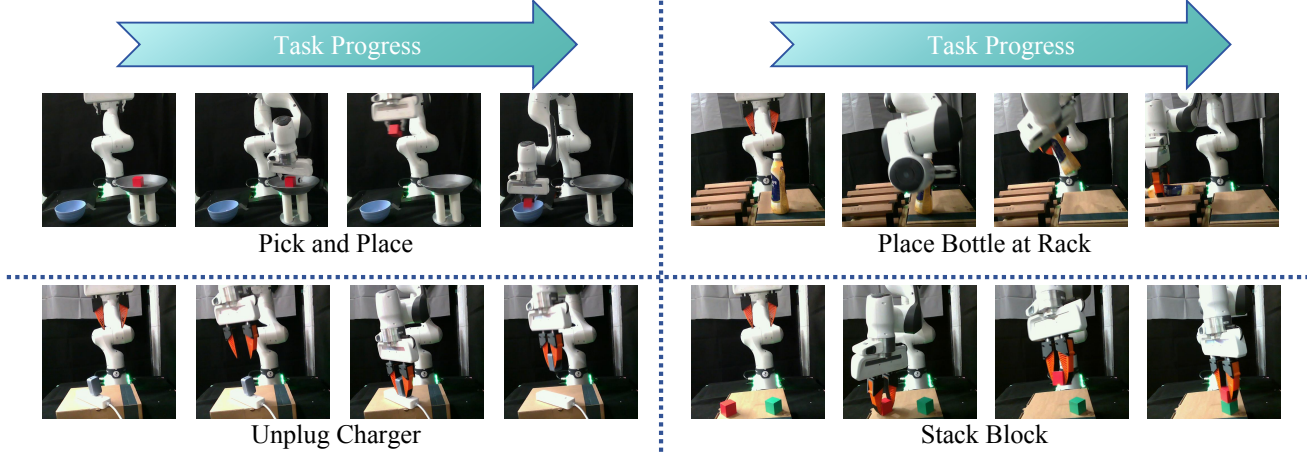 Task Progress
Task Progress
Pick and Place
Place Bottle at Rack
Unplug Charger
Stack Block